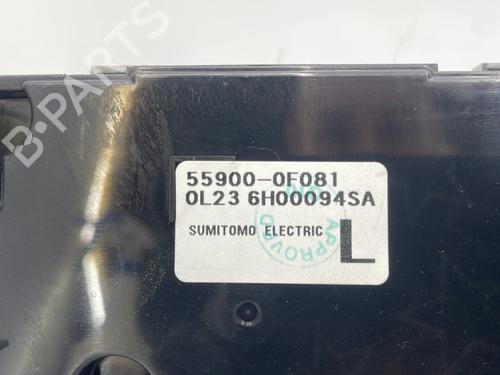 B-PARTS
55900-0F081
0L23 6H00094SA
SUMITOMO ELECTRIC L
APPROVED